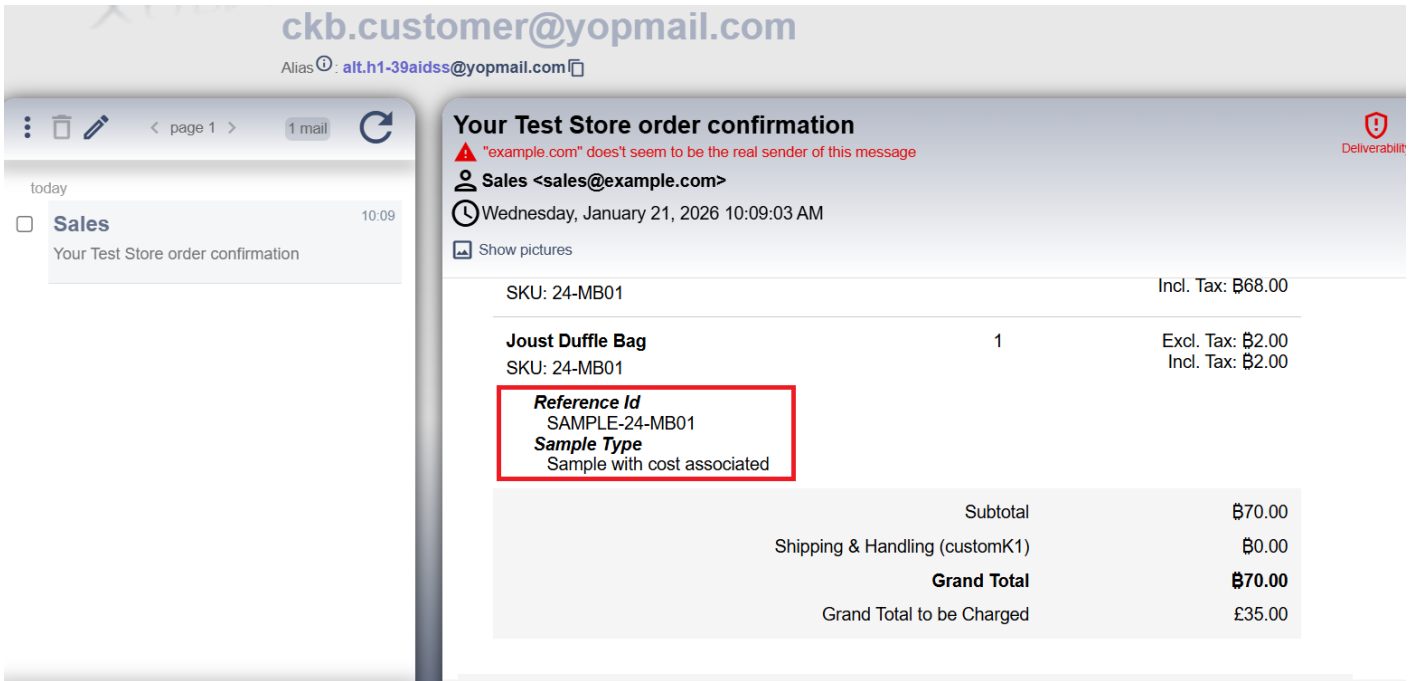 ckb.customer@yopmail.com
Alias : alt.h1-39aidss@yopmail.com
page 1
1 mail
today
Sales
10:09
Your Test Store order confirmation
Your Test Store order confirmation
Deliverability
"example.com" does't seem to be the real sender of this message
Sales <sales@example.com>
Wednesday, January 21, 2026 10:09:03 AM
Show pictures
SKU: 24-MB01 Incl. Tax: ₿68.00
Joust Duffle Bag 1 Excl. Tax: ₿2.00
SKU: 24-MB01 Incl. Tax: ₿2.00
Reference Id
SAMPLE-24-MB01
Sample Type
Sample with cost associated
Subtotal ₿70.00
Shipping & Handling (customK1) ₿0.00
Grand Total ₿70.00
Grand Total to be Charged £35.00